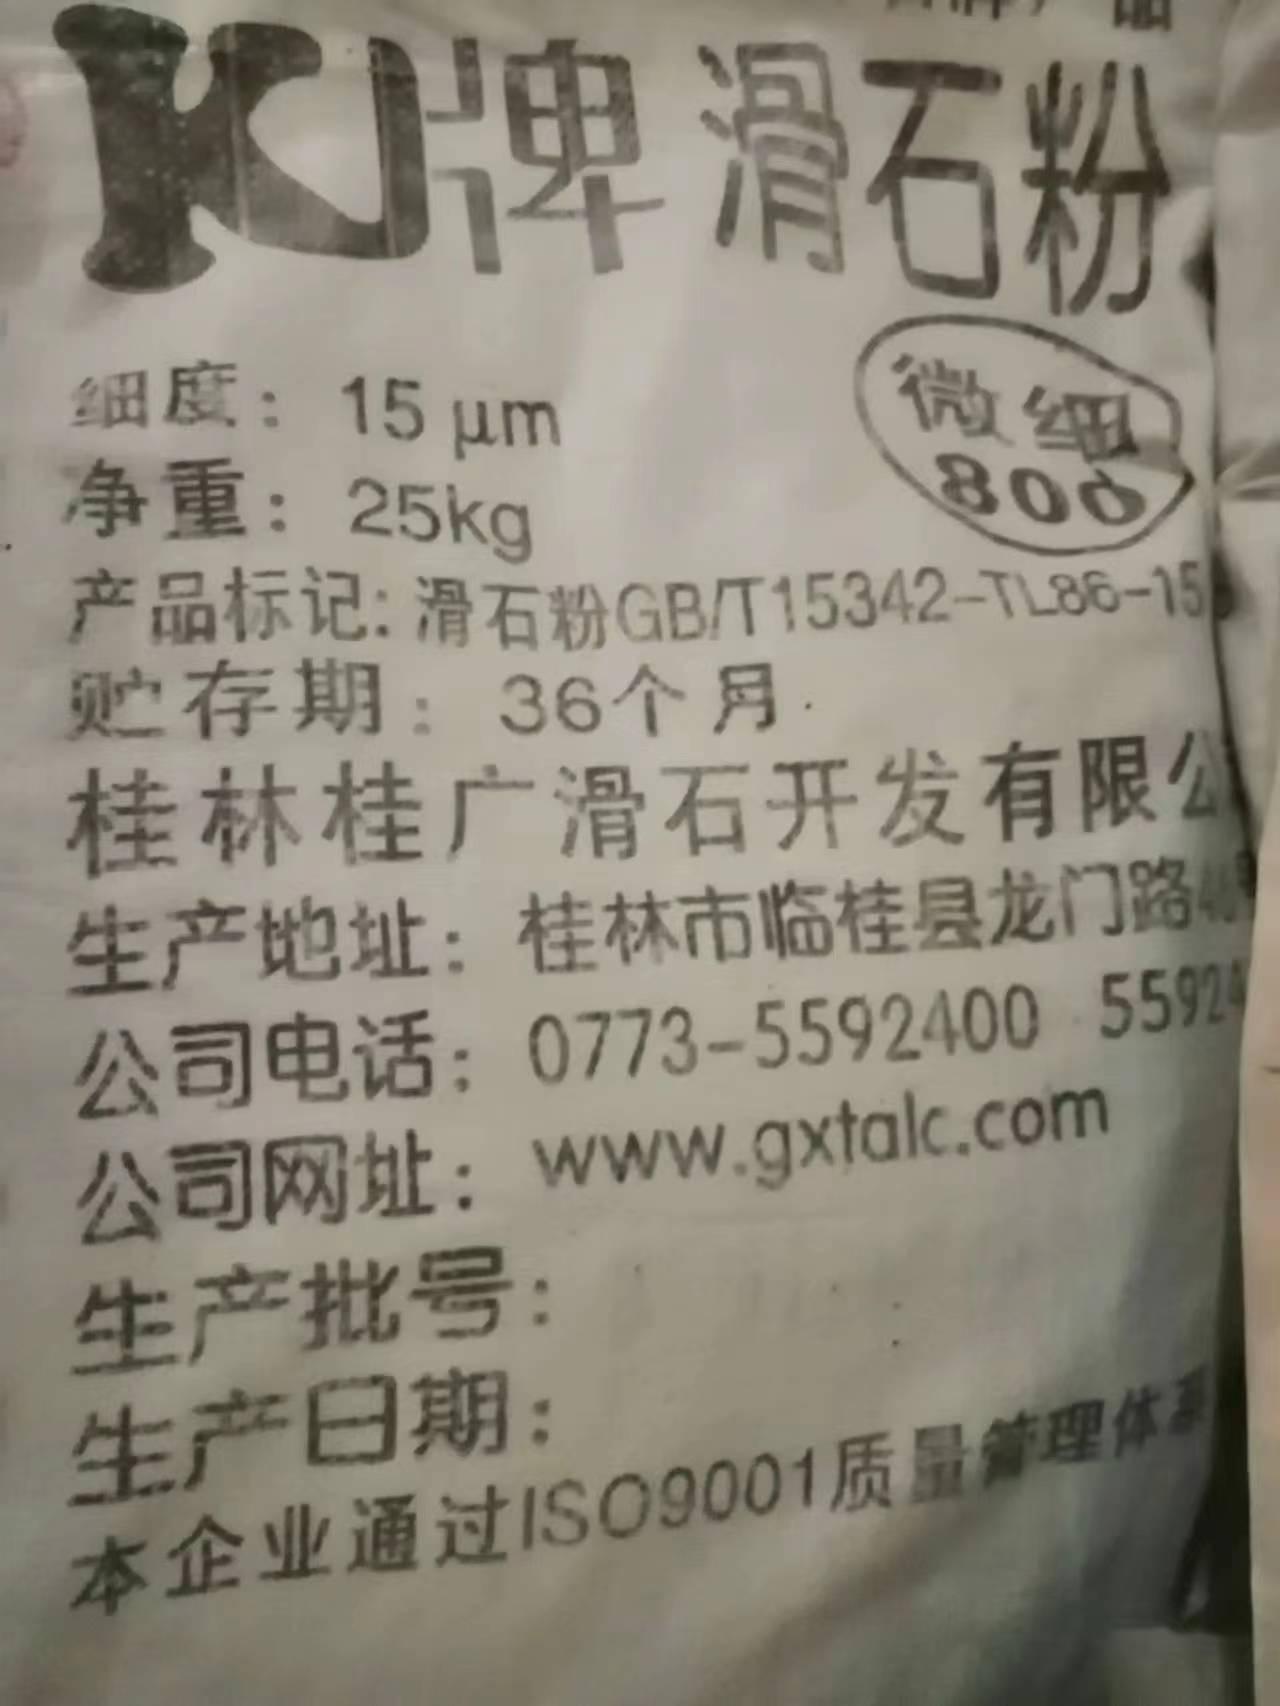 牌产品
K牌 滑石粉
微细
800
细度： 15 μm
净重： 25kg
产品标记：滑石粉GB/T15342-TL86-15
贮存期： 36个月
桂林桂广滑石开发有限公
生产地址： 桂林市临桂县龙门路
公司电话： 0773-5592400 5592
公司网址： www.gxtalc.com
生产批号：
生产日期：
本企业通过ISO9001质量管理体系